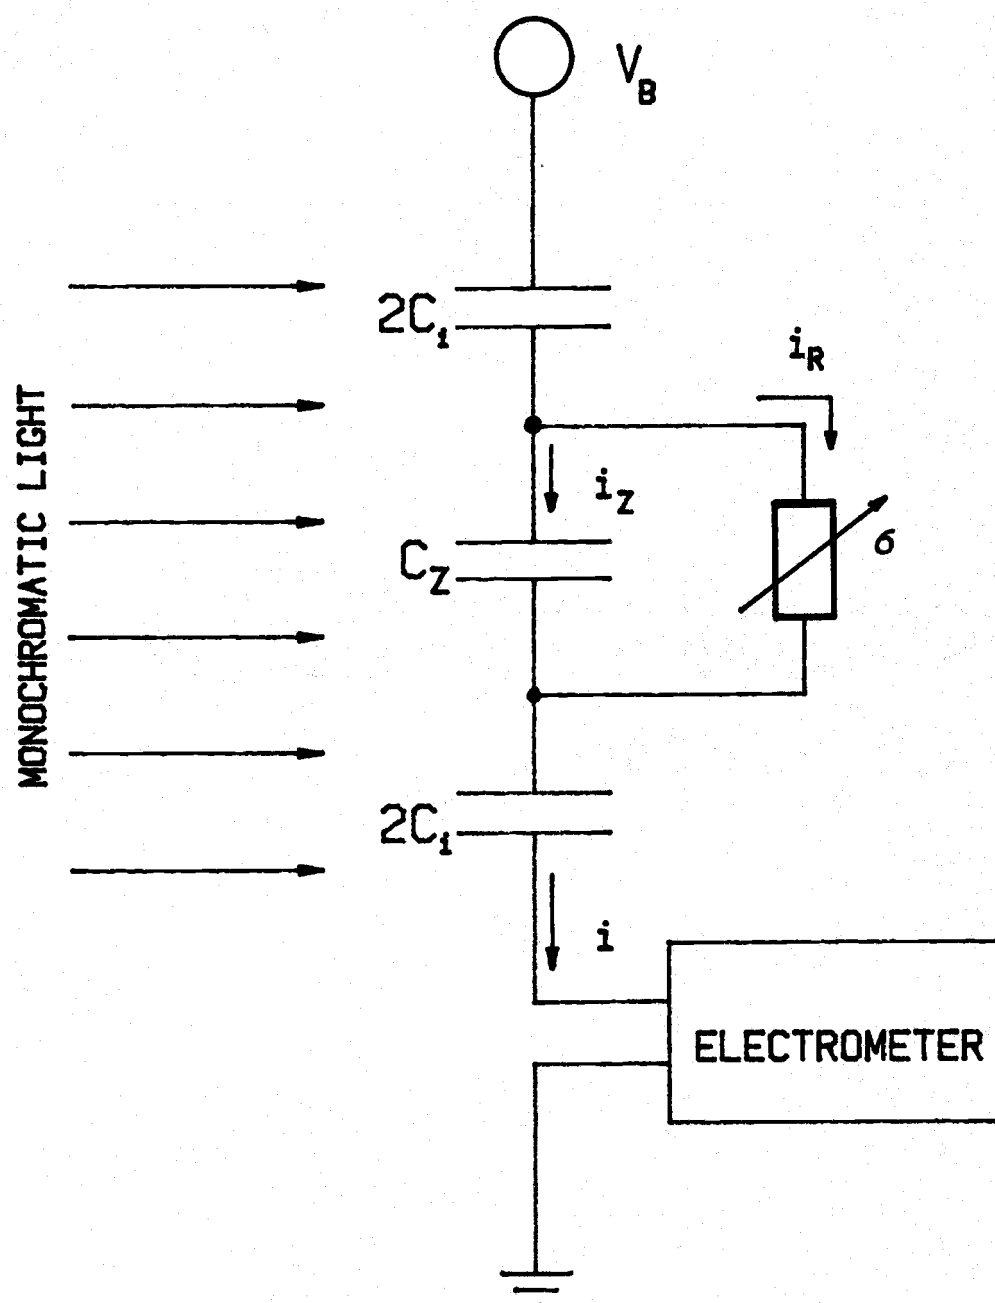 V_B
2C_i
i_R
i_Z
C_Z
σ
2C_i
i
MONOCHROMATIC LIGHT
ELECTROMETER